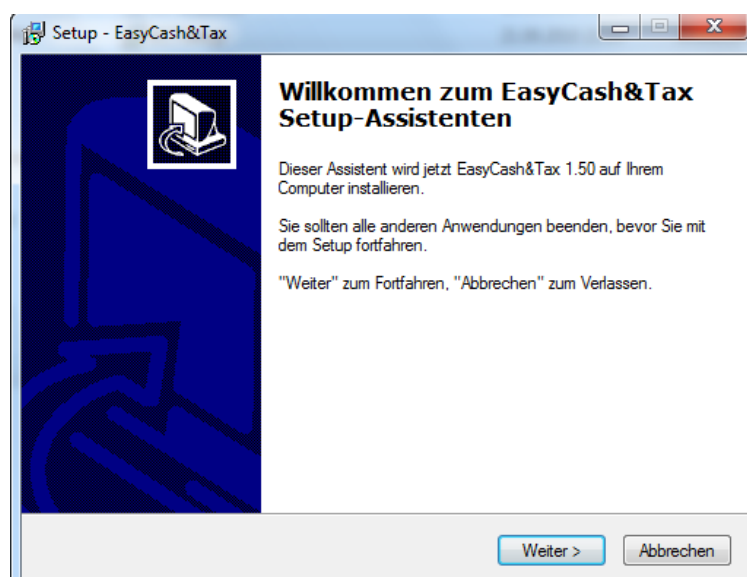 Setup - EasyCash&Tax
Willkommen zum EasyCash&Tax
Setup-Assistenten
Dieser Assistent wird jetzt EasyCash&Tax 1.50 auf Ihrem
Computer installieren.
Sie sollten alle anderen Anwendungen beenden, bevor Sie mit
dem Setup fortfahren.
"Weiter" zum Fortfahren, "Abbrechen" zum Verlassen.
Weiter > Abbrechen